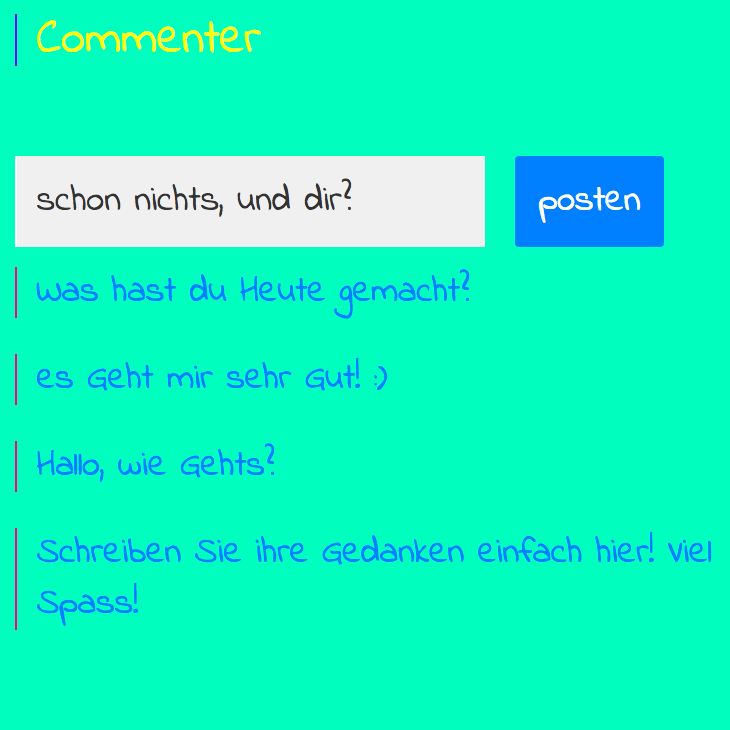 Commenter
schon nichts, und dir?
posten
was hast du Heute gemacht?
es Geht mir sehr Gut! :)
Hallo, wie Gehts?
Schreiben Sie ihre Gedanken einfach hier! Viel
Spass!